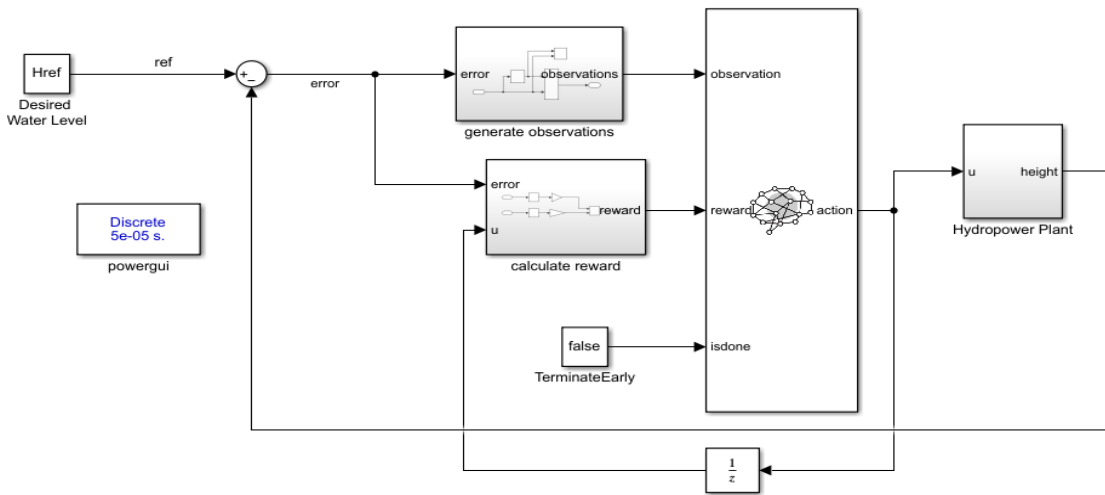 Href
Desired
Water Level
ref
+
−
error
error
observations
generate observations
error
u
reward
calculate reward
Discrete
5e-05 s.
powergui
false
TerminateEarly
observation
reward
isdone
action
u
height
Hydropower Plant
1
z